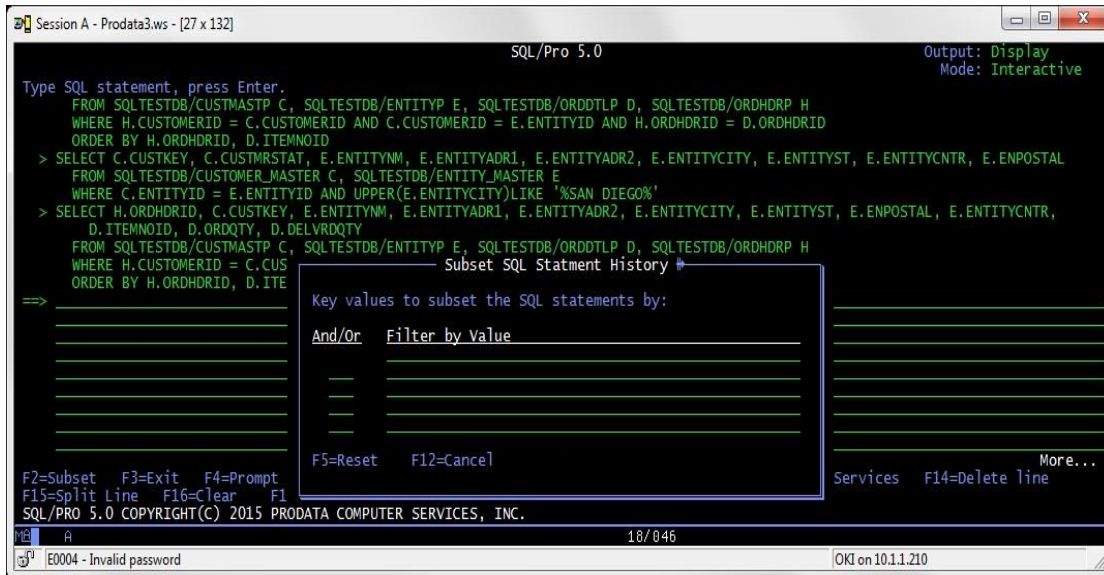 Session A - Prodata3.ws - [27 x 132]
SQL/Pro 5.0 Output: Display
Mode: Interactive
Type SQL statement, press Enter.
FROM SQLTESTDB/CUSTMASTP C, SQLTESTDB/ENTITYP E, SQLTESTDB/ORDDTLP D, SQLTESTDB/ORDHDRP H
WHERE H.CUSTOMERID = C.CUSTOMERID AND C.CUSTOMERID = E.ENTITYID AND H.ORDHDRID = D.ORDHDRID
ORDER BY H.ORDHDRID, D.ITEMNOID
> SELECT C.CUSTKEY, C.CUSTMRSTAT, E.ENTITYNM, E.ENTITYADR1, E.ENTITYADR2, E.ENTITYCITY, E.ENTITYST, E.ENTITYCNTR, E.ENPOSTAL
FROM SQLTESTDB/CUSTOMER_MASTER C, SQLTESTDB/ENTITY_MASTER E
WHERE C.ENTITYID = E.ENTITYID AND UPPER(E.ENTITYCITY)LIKE '%SAN DIEGO%'
> SELECT H.ORDHDRID, C.CUSTKEY, E.ENTITYNM, E.ENTITYADR1, E.ENTITYADR2, E.ENTITYCITY, E.ENTITYST, E.ENPOSTAL, E.ENTITYCNTR,
D.ITEMNOID, D.ORDQTY, D.DELVRDQTY
FROM SQLTESTDB/CUSTMASTP C, SQLTESTDB/ENTITYP E, SQLTESTDB/ORDDTLP D, SQLTESTDB/ORDHDRP H
WHERE H.CUSTOMERID = C.CUS
ORDER BY H.ORDHDRID, D.ITE
==>
Subset SQL Statment History
Key values to subset the SQL statements by:
And/Or Filter by Value
F5=Reset F12=Cancel
More...
F2=Subset F3=Exit F4=Prompt Services F14=Delete line
F15=Split Line F16=Clear F1
SQL/PRO 5.0 COPYRIGHT(C) 2015 PRODATA COMPUTER SERVICES, INC.
MA A 18/046
E0004 - Invalid password OKI on 10.1.1.210